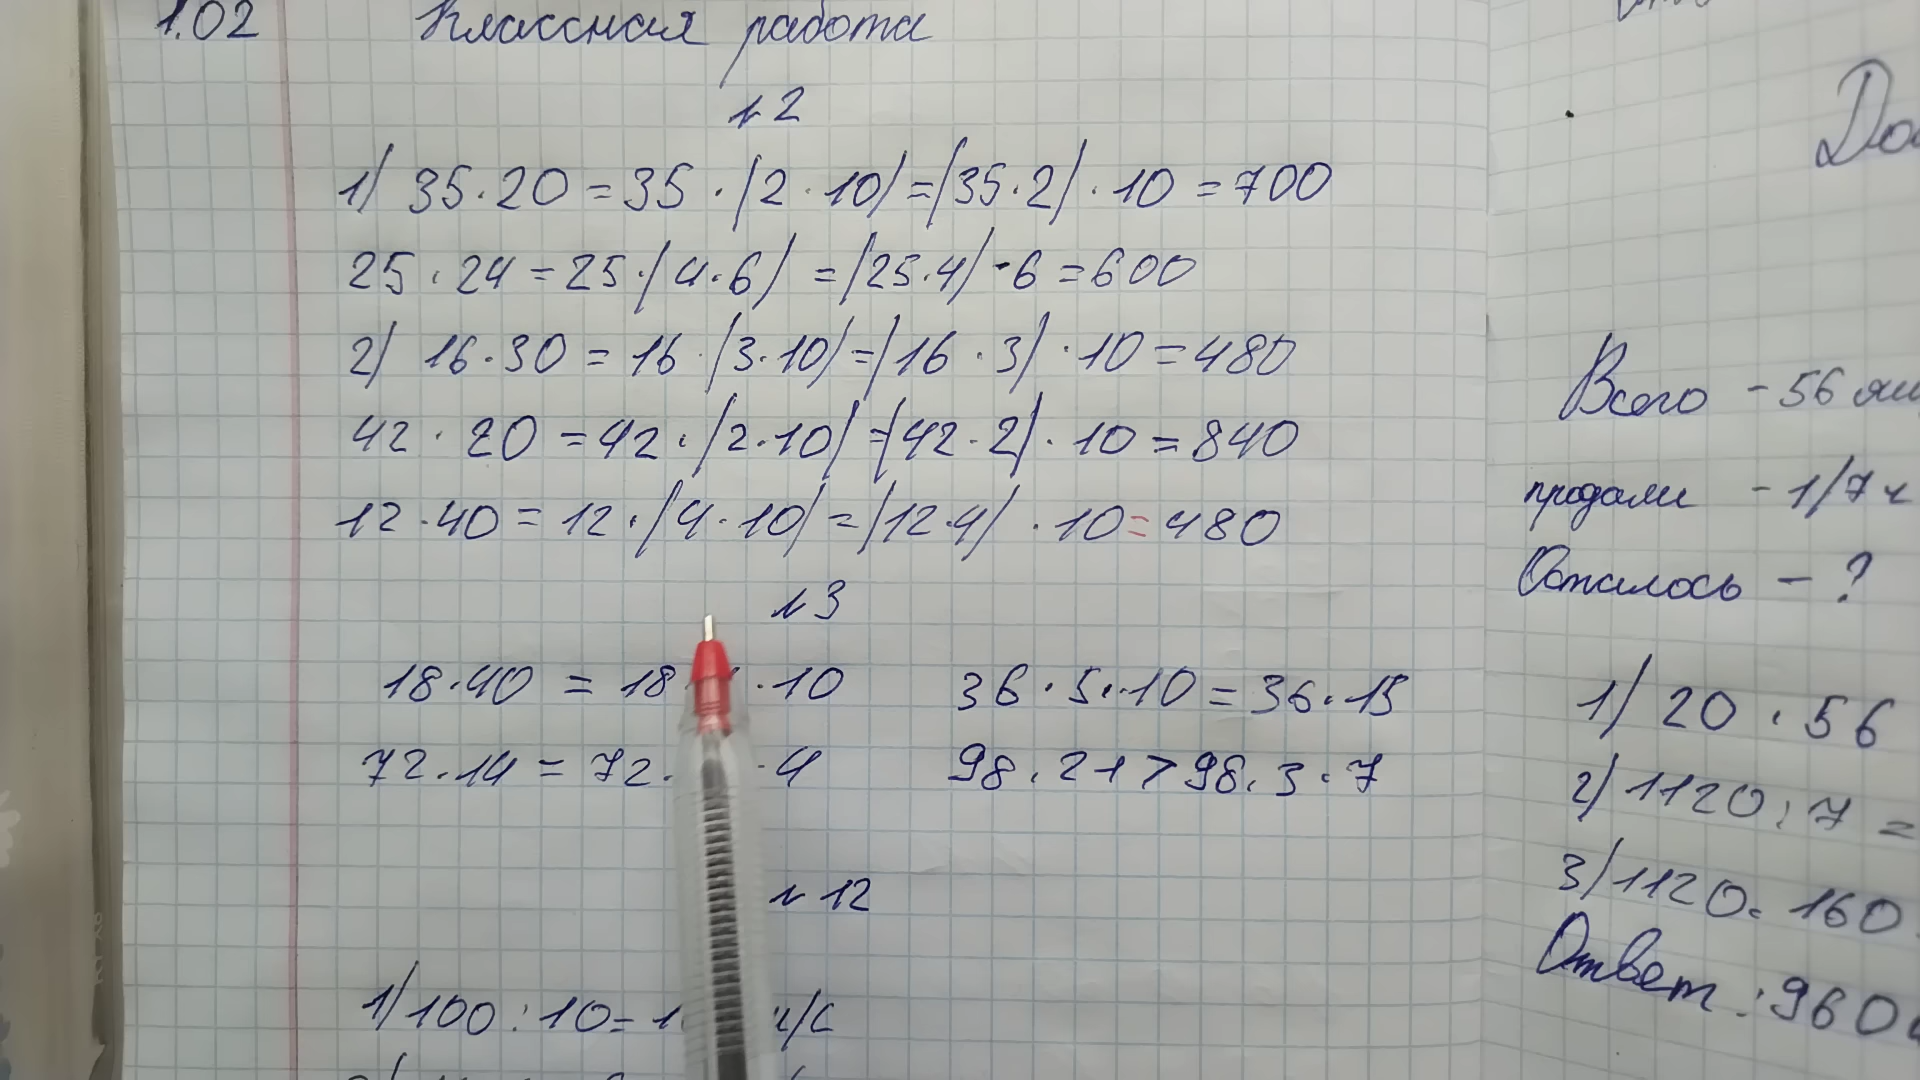 1.02 Классная работа
№2
1) 35·20=35·(2·10)=(35·2)·10=700
25·24=25·(4·6)=(25·4)·6=600
2) 16·30=16·(3·10)=(16·3)·10=480
42·20=42·(2·10)=(42·2)·10=840
12·40=12·(4·10)=(12·4)·10=480
№3
18·40=18 ·10 36·5·10=36·15
72·14=72· ·4 98·21>98·3·7
№12
1) 100:10=1 /с
Всего - 56
продали - 1/7 ч
Осталось - ?
1) 20·56
2) 1120:7=
3) 1120-160
Ответ: 960